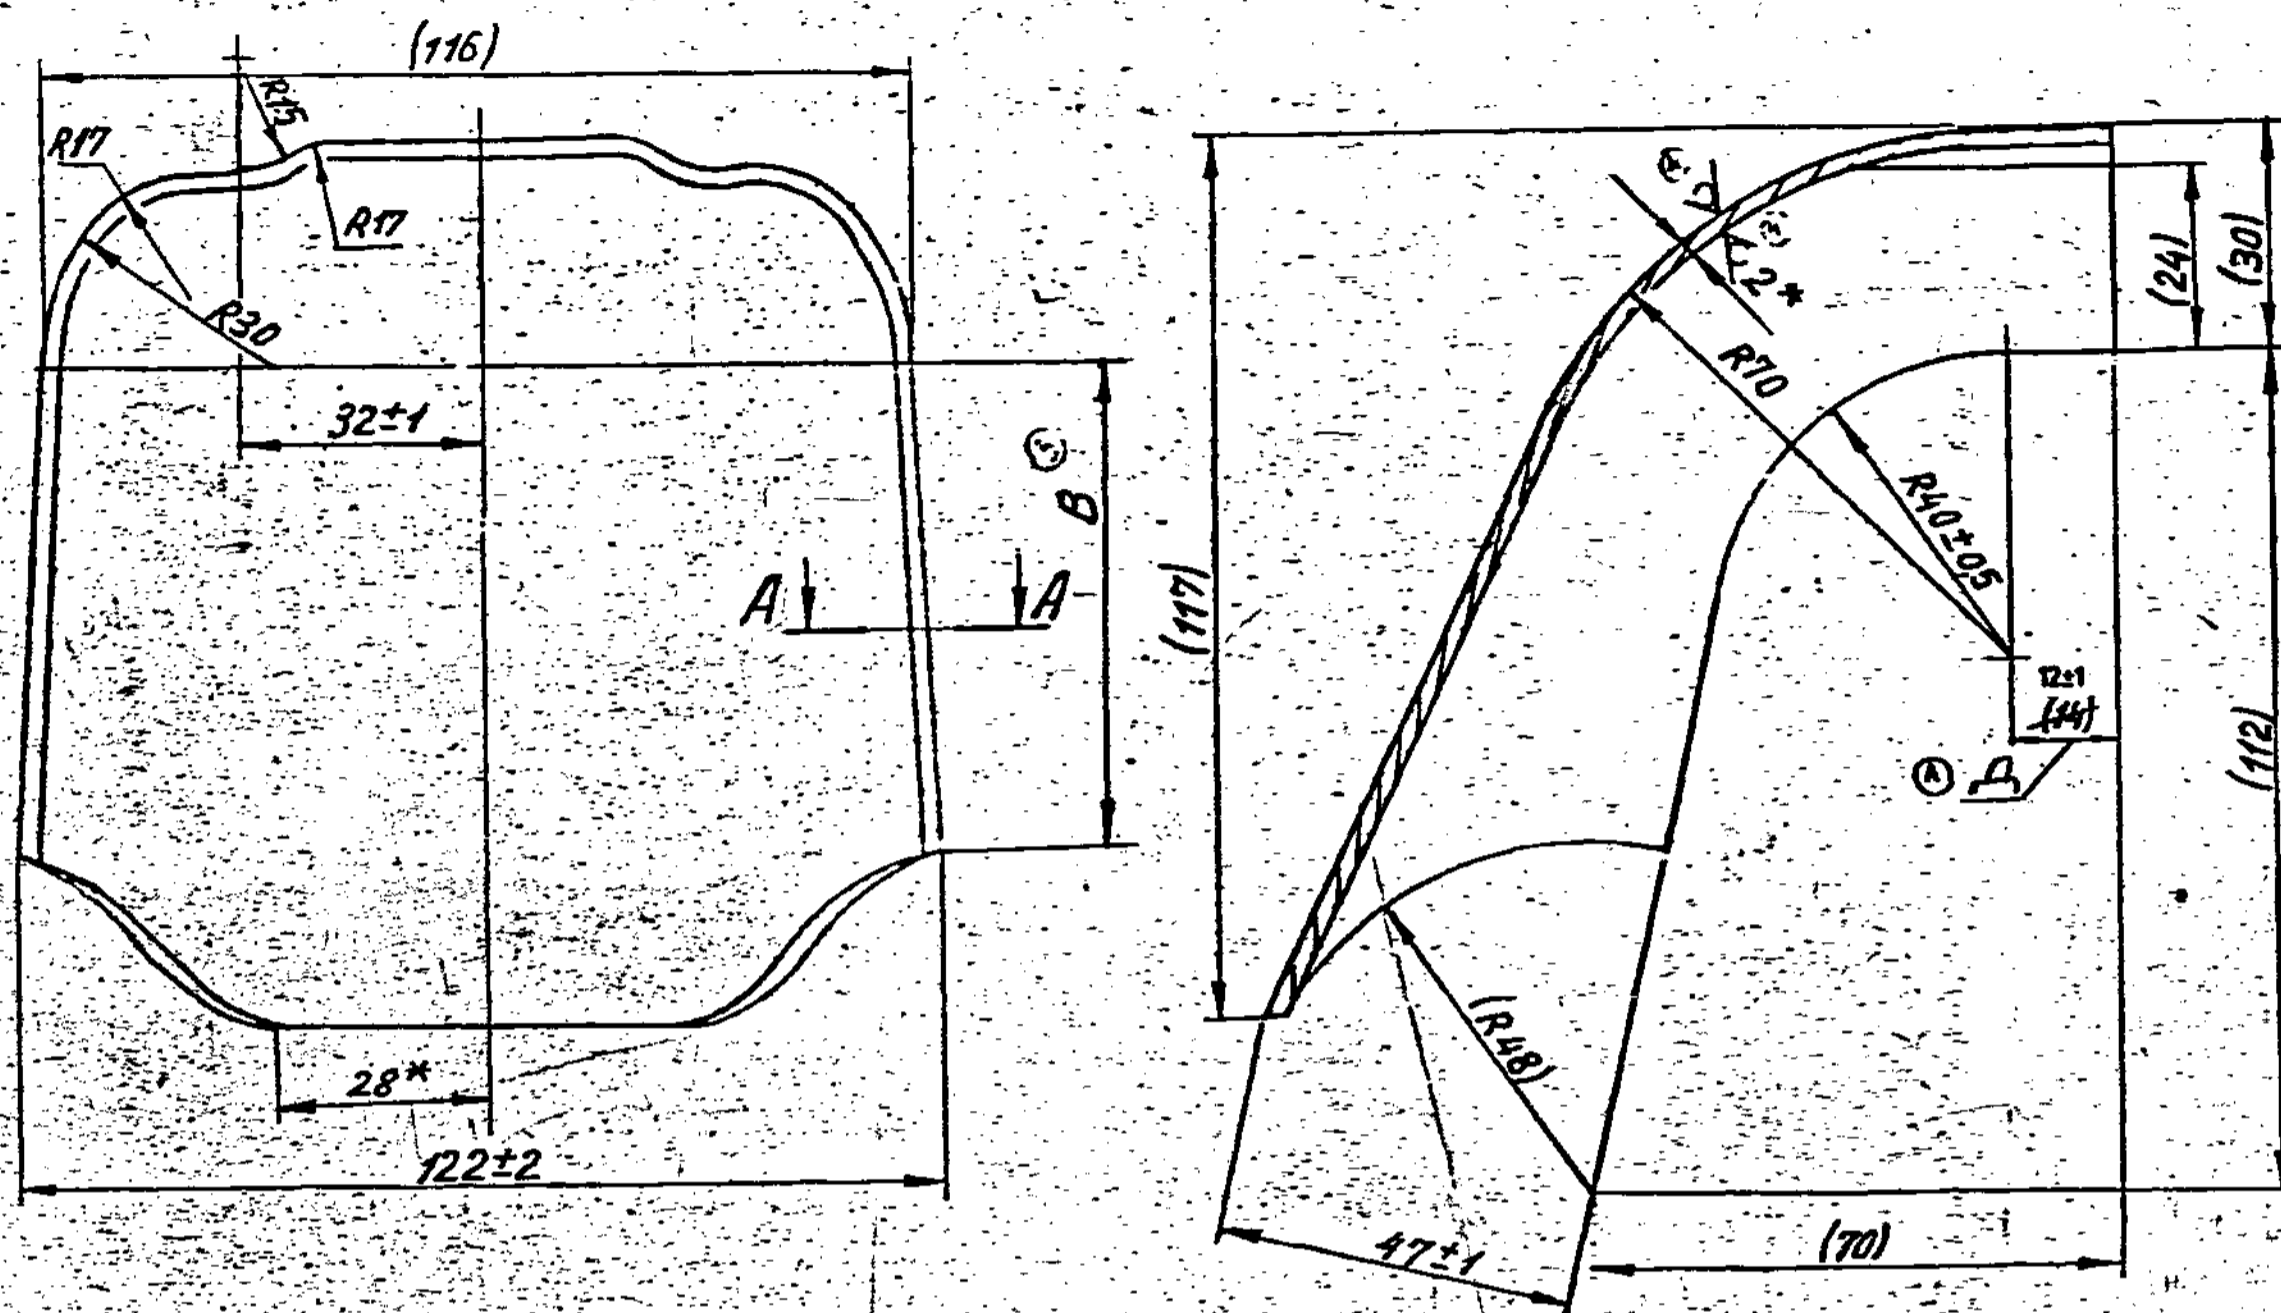 (116)
R15
R17
R17
R30
32±1
В
А
А
28*
122±2
(117)
2*
R70
R40±0,5
(24)
(30)
12±1
(14)
(112)
Д
(R48)
47±1
(70)